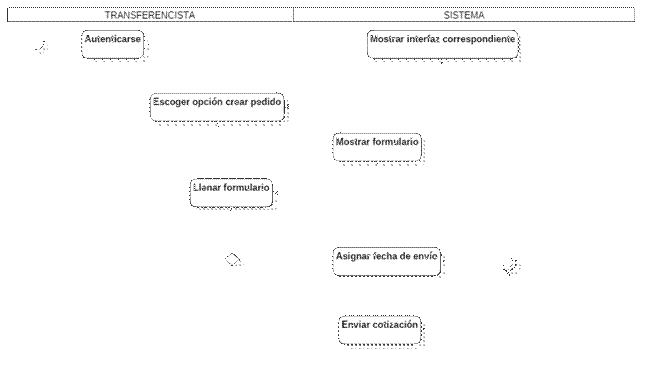 TRANSFERENCISTA
SISTEMA
Autenticarse
Mostrar interfaz correspondiente
Escoger opción crear pedido
Mostrar formulario
Llenar formulario
Asignar fecha de envío
Enviar cotización